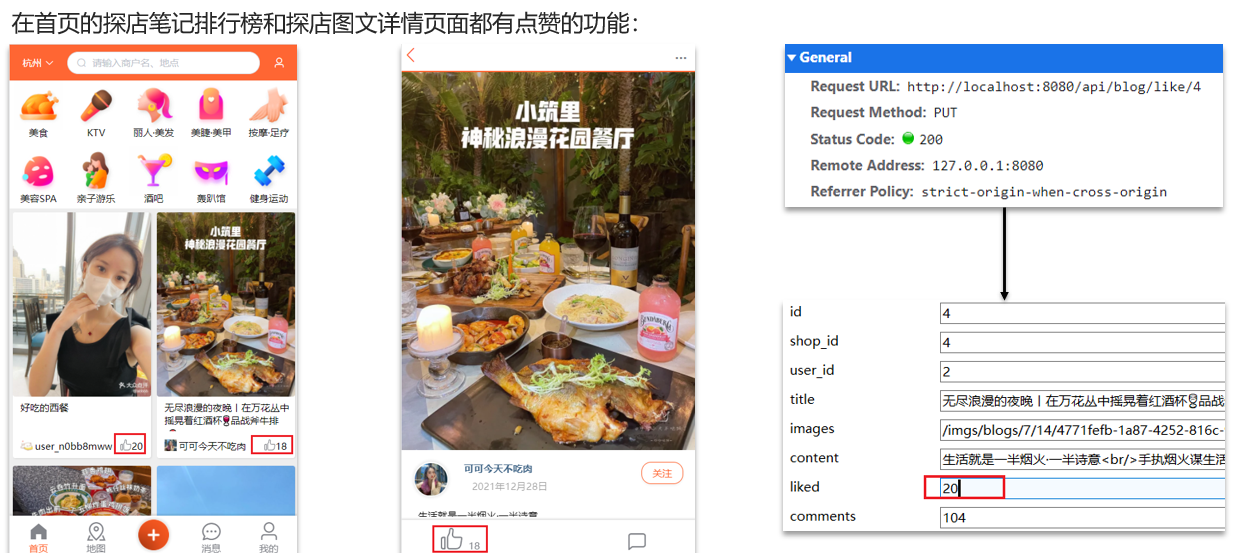 在首页的探店笔记排行榜和探店图文详情页面都有点赞的功能：
杭州
请输入商户名、地点
美食
KTV
丽人·美发
美睫·美甲
按摩·足疗
美容SPA
亲子游乐
酒吧
轰趴馆
健身运动
小筑里
神秘浪漫花园餐厅
大众点评
好吃的西餐
user_n0bb8mww
20
无尽浪漫的夜晚丨在万花丛中
摇晃着红酒杯🍷品战斧牛排
可可今天不吃肉
18
首页
地图
消息
我的
小筑里
神秘浪漫花园餐厅
可可今天不吃肉
2021年12月28日
关注
生活就是一半烟火·一半诗意
18
General
Request URL: http://localhost:8080/api/blog/like/4
Request Method: PUT
Status Code: 200
Remote Address: 127.0.0.1:8080
Referrer Policy: strict-origin-when-cross-origin
id 4
shop_id 4
user_id 2
title 无尽浪漫的夜晚丨在万花丛中摇晃着红酒杯🍷品战斧
images /imgs/blogs/7/14/4771fefb-1a87-4252-816c-
content 生活就是一半烟火·一半诗意<br/>手执烟火谋生活
liked 20
comments 104